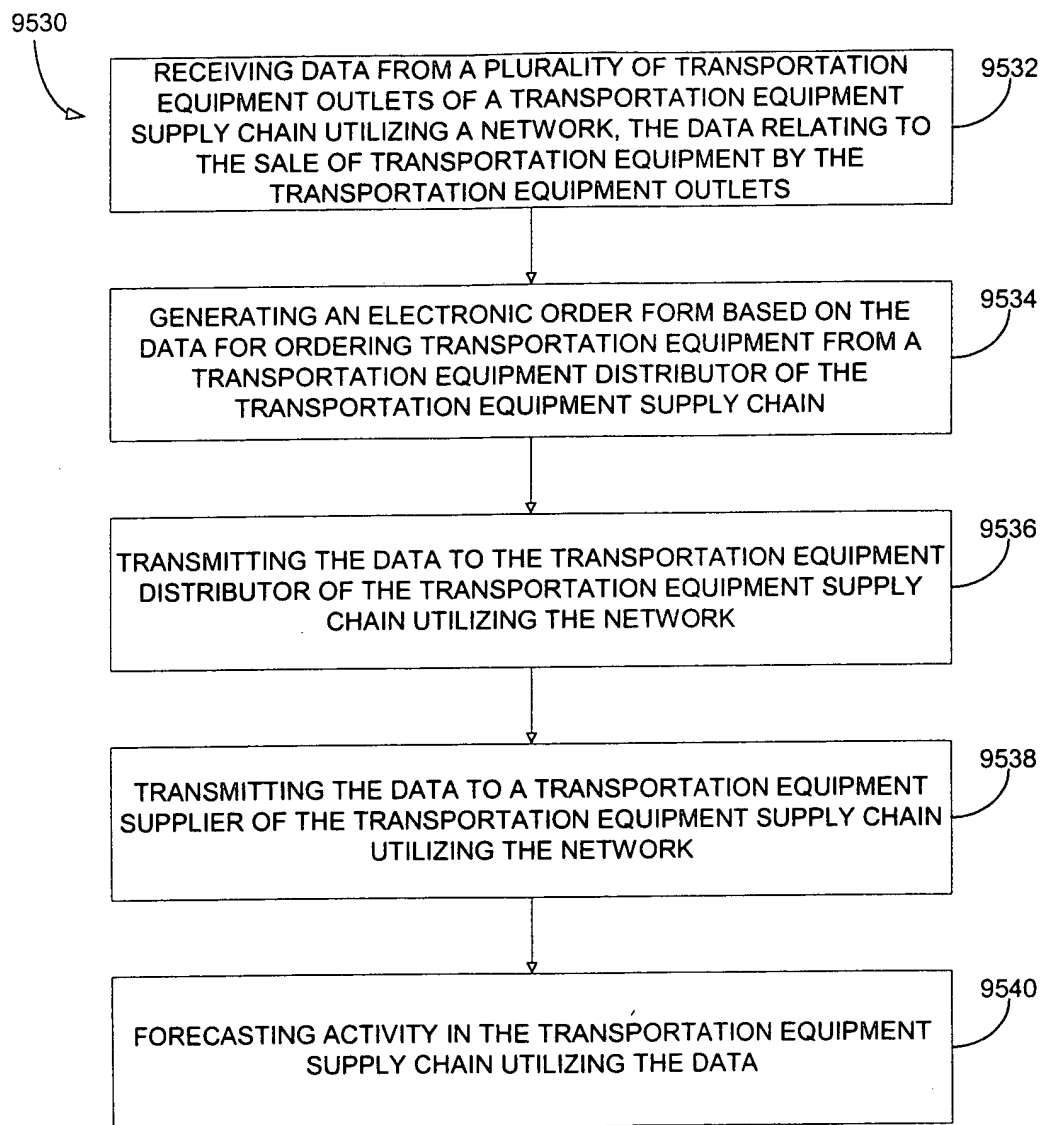 9530
RECEIVING DATA FROM A PLURALITY OF TRANSPORTATION
EQUIPMENT OUTLETS OF A TRANSPORTATION EQUIPMENT
SUPPLY CHAIN UTILIZING A NETWORK, THE DATA RELATING TO
THE SALE OF TRANSPORTATION EQUIPMENT BY THE
TRANSPORTATION EQUIPMENT OUTLETS
9532
GENERATING AN ELECTRONIC ORDER FORM BASED ON THE
DATA FOR ORDERING TRANSPORTATION EQUIPMENT FROM A
TRANSPORTATION EQUIPMENT DISTRIBUTOR OF THE
TRANSPORTATION EQUIPMENT SUPPLY CHAIN
9534
TRANSMITTING THE DATA TO THE TRANSPORTATION EQUIPMENT
DISTRIBUTOR OF THE TRANSPORTATION EQUIPMENT SUPPLY
CHAIN UTILIZING THE NETWORK
9536
TRANSMITTING THE DATA TO A TRANSPORTATION EQUIPMENT
SUPPLIER OF THE TRANSPORTATION EQUIPMENT SUPPLY CHAIN
UTILIZING THE NETWORK
9538
FORECASTING ACTIVITY IN THE TRANSPORTATION EQUIPMENT
SUPPLY CHAIN UTILIZING THE DATA
9540